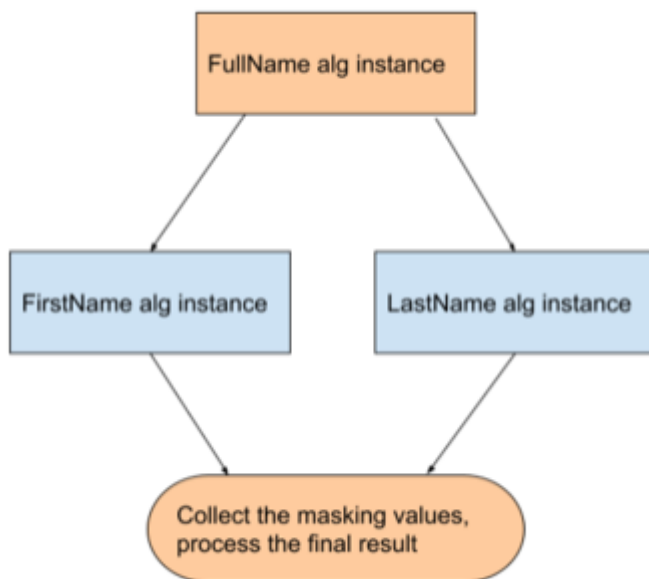 FullName alg instance
FirstName alg instance
LastName alg instance
Collect the masking values,
process the final result